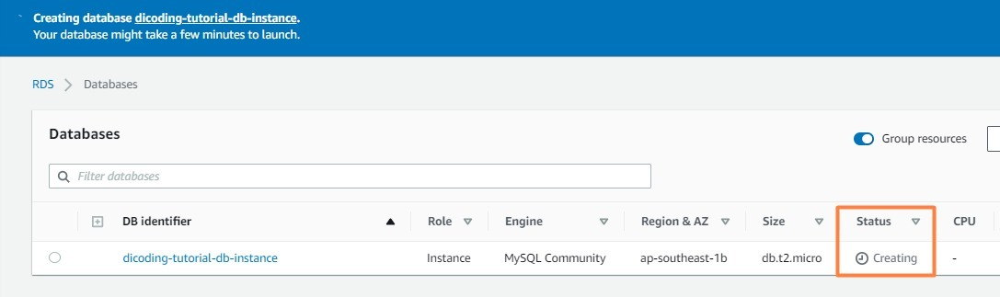 Creating database dicoding-tutorial-db-instance.
Your database might take a few minutes to launch.
RDS > Databases
Databases
Group resources
Filter databases
DB identifier Role Engine Region & AZ Size Status CPU
dicoding-tutorial-db-instance Instance MySQL Community ap-southeast-1b db.t2.micro Creating -